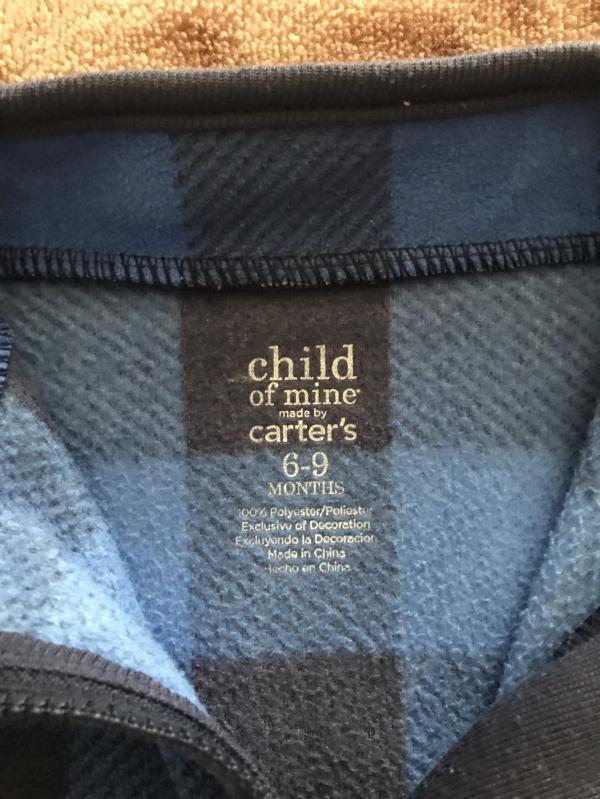 child
of mine
made by
carter's
6-9
MONTHS
100% Polyester/Poliester
Exclusive of Decoration
Excluyendo la Decoracion
Made in China
Hecho en China